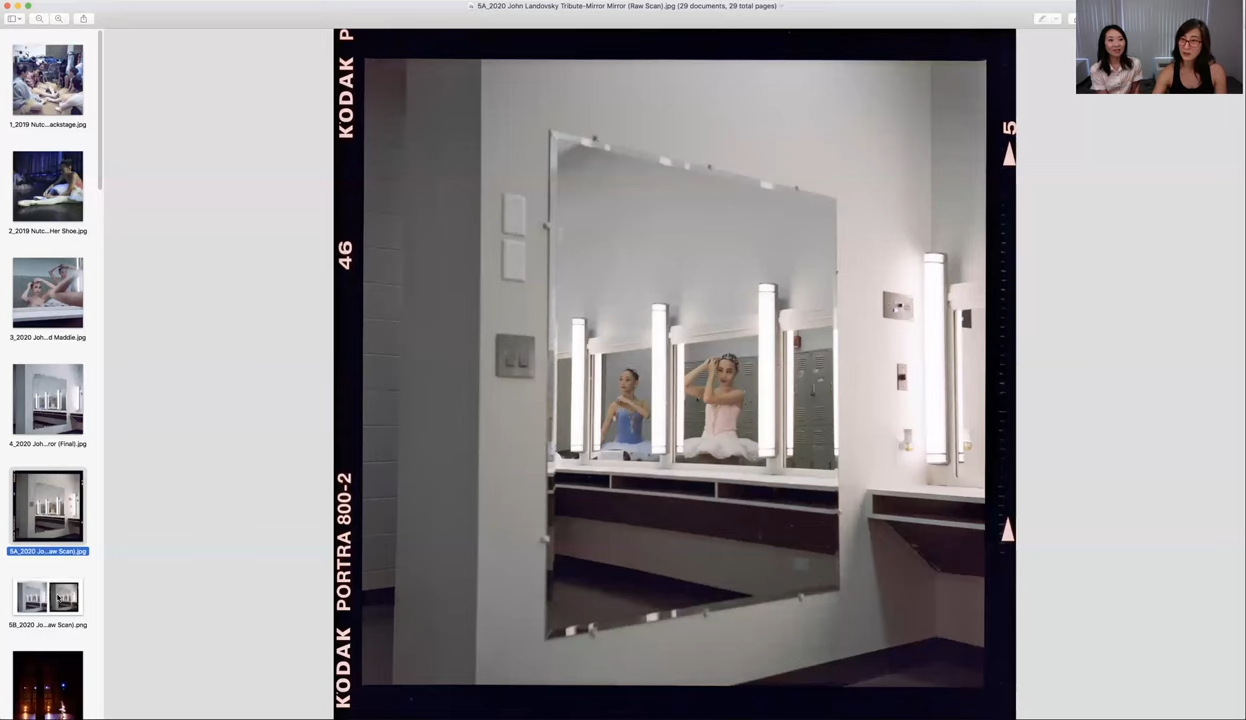 5A_2020 John Landovsky Tribute-Mirror Mirror (Raw Scan).jpg (29 documents, 29 total pages)
1_2019 Nutc...ackstage.jpg
2_2019 Nutc...Her Shoe.jpg
3_2020 Joh...d Maddie.jpg
4_2020 Joh...ror (Final).jpg
5A_2020 Jo...aw Scan).jpg
5B_2020 Jo...aw Scan).png
KODAK P
46
KODAK PORTRA 800-2
5